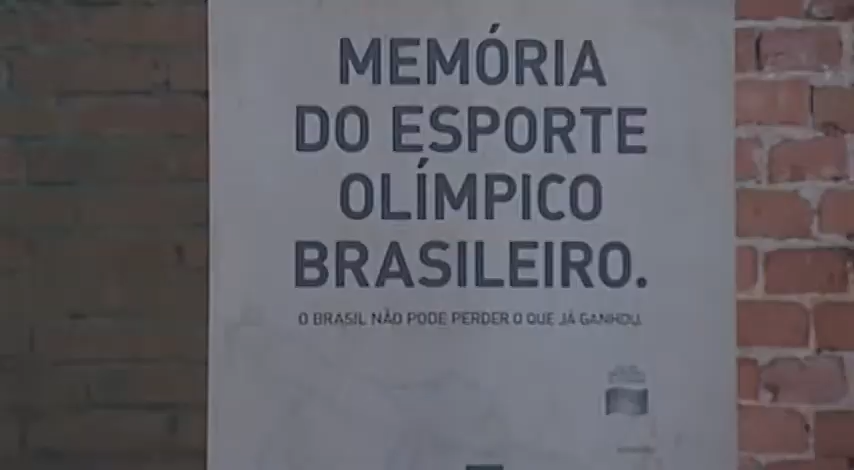 MEMÓRIA
DO ESPORTE
OLÍMPICO
BRASILEIRO.
O BRASIL NÃO PODE PERDER O QUE JÁ GANHOU.